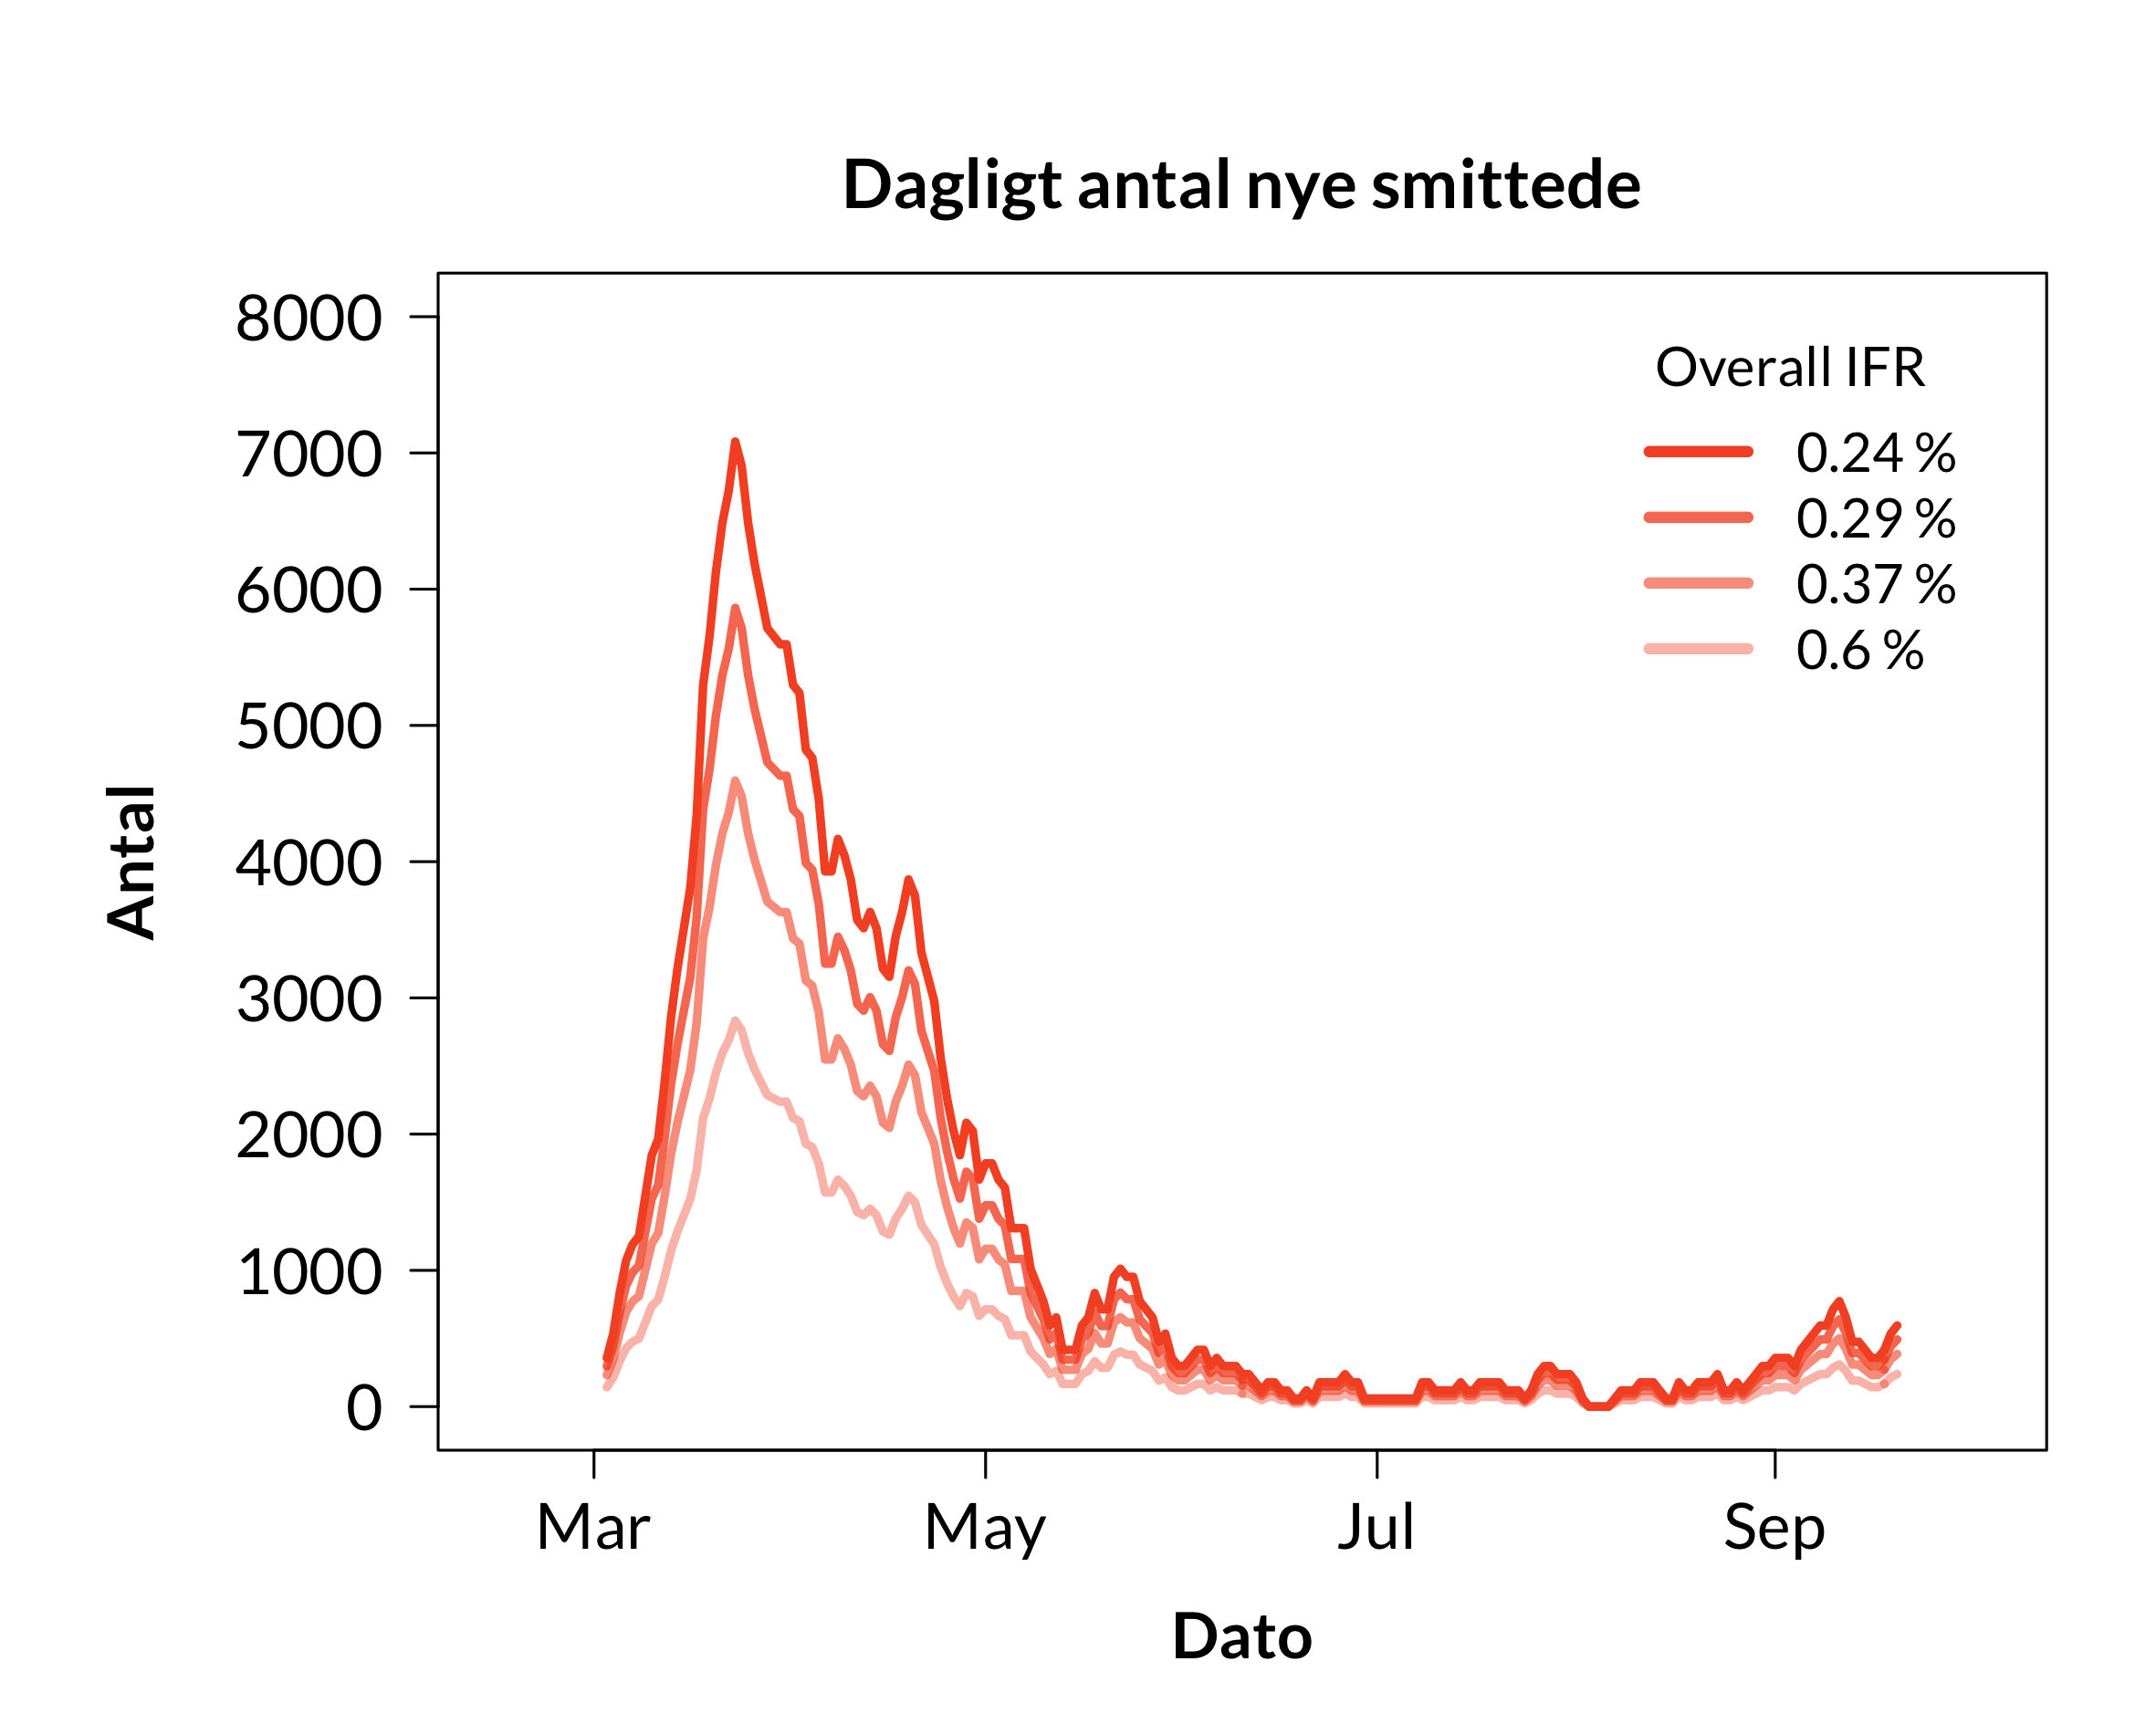 Dagligt antal nye smittede
Overall IFR
0.24 %
0.29 %
0.37 %
0.6 %
8000
7000
6000
5000
4000
3000
2000
1000
0
Antal
Mar May Jul Sep
Dato